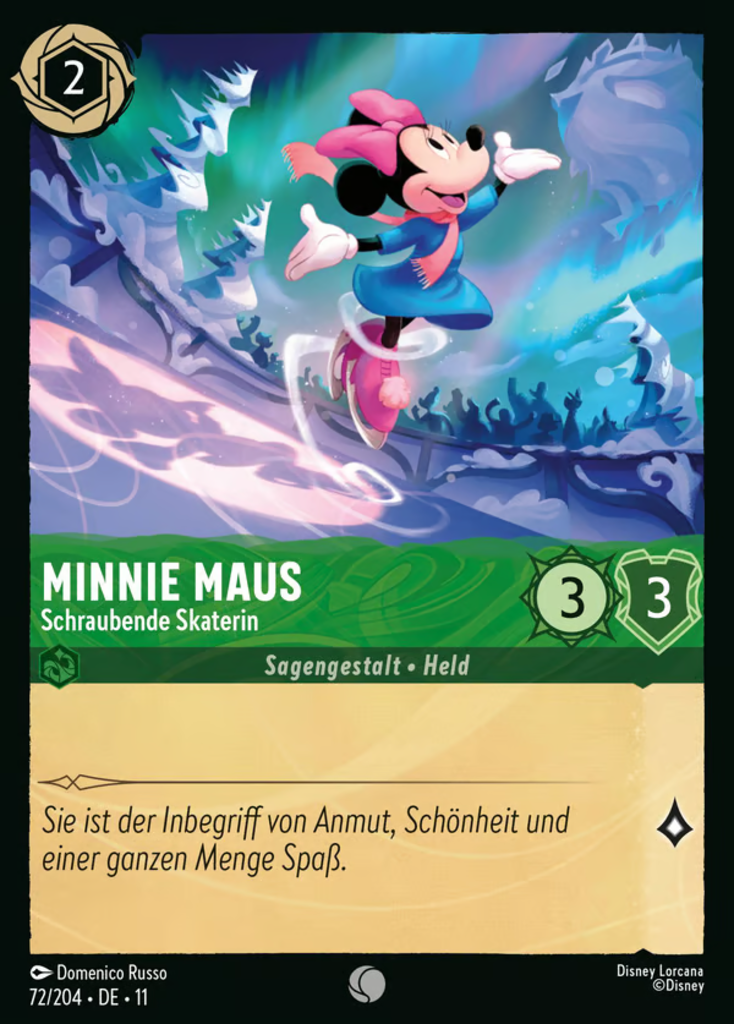 2
MINNIE MAUS
Schraubende Skaterin
3
3
Sagengestalt • Held
Sie ist der Inbegriff von Anmut, Schönheit und
einer ganzen Menge Spaß.
Domenico Russo
72/204 • DE • 11
Disney Lorcana
©Disney